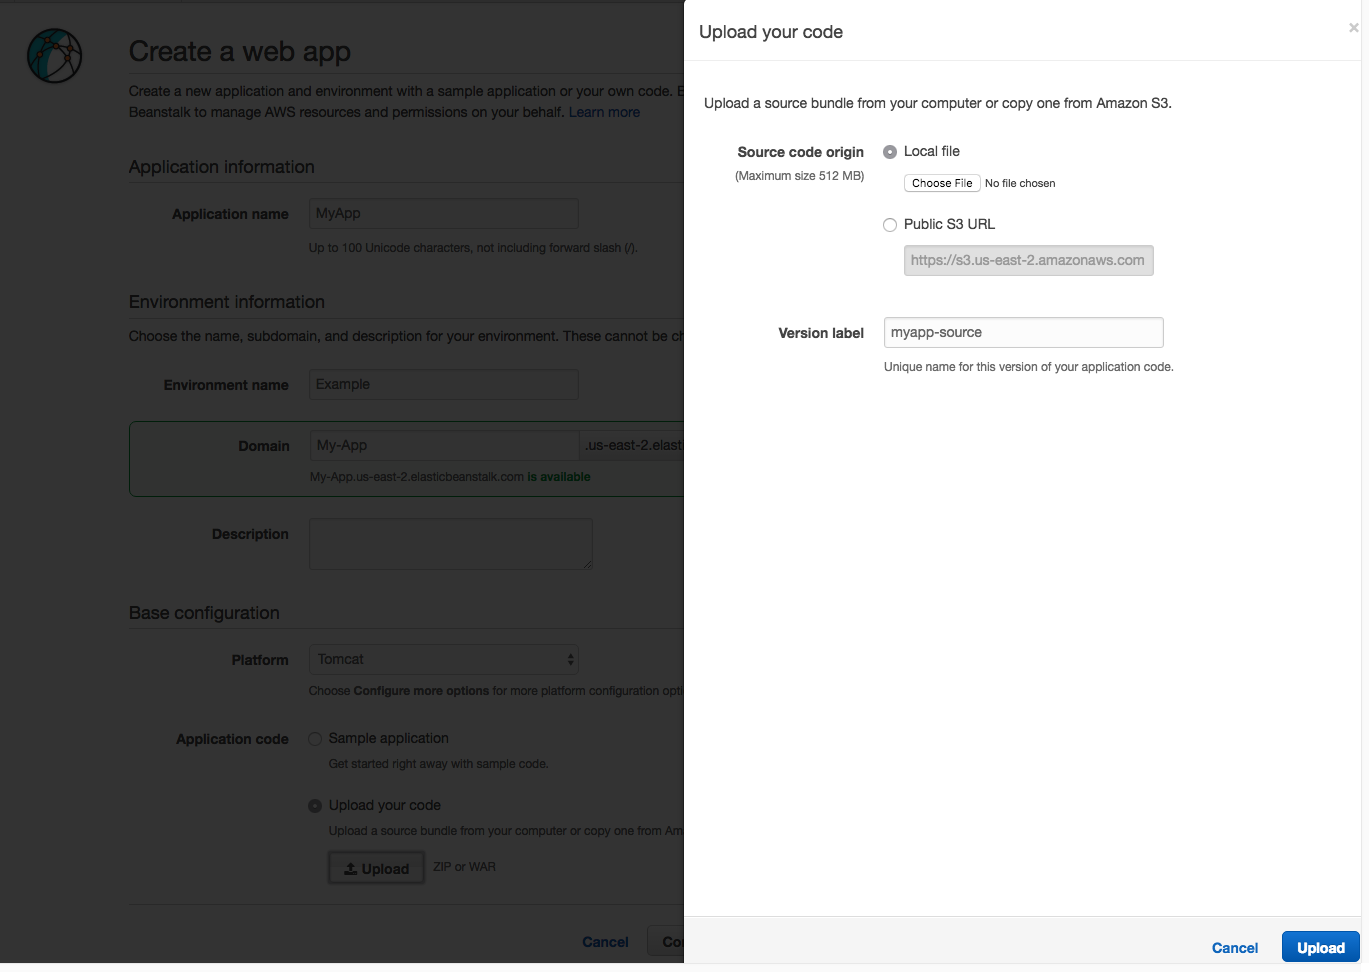 Create a web app
Create a new application and environment with a sample application or your own code. E
Beanstalk to manage AWS resources and permissions on your behalf. Learn more
Application information
Application name MyApp
Up to 100 Unicode characters, not including forward slash (/).
Environment information
Choose the name, subdomain, and description for your environment. These cannot be ch
Environment name Example
Domain My-App .us-east-2.elasti
My-App.us-east-2.elasticbeanstalk.com is available
Description
Base configuration
Platform Tomcat
Choose Configure more options for more platform configuration opti
Application code Sample application
Get started right away with sample code.
Upload your code
Upload a source bundle from your computer or copy one from Am
Upload ZIP or WAR
Cancel Co
Upload your code ×
Upload a source bundle from your computer or copy one from Amazon S3.
Source code origin Local file
(Maximum size 512 MB)
Choose File No file chosen
Public S3 URL
https://s3.us-east-2.amazonaws.com
Version label myapp-source
Unique name for this version of your application code.
Cancel Upload